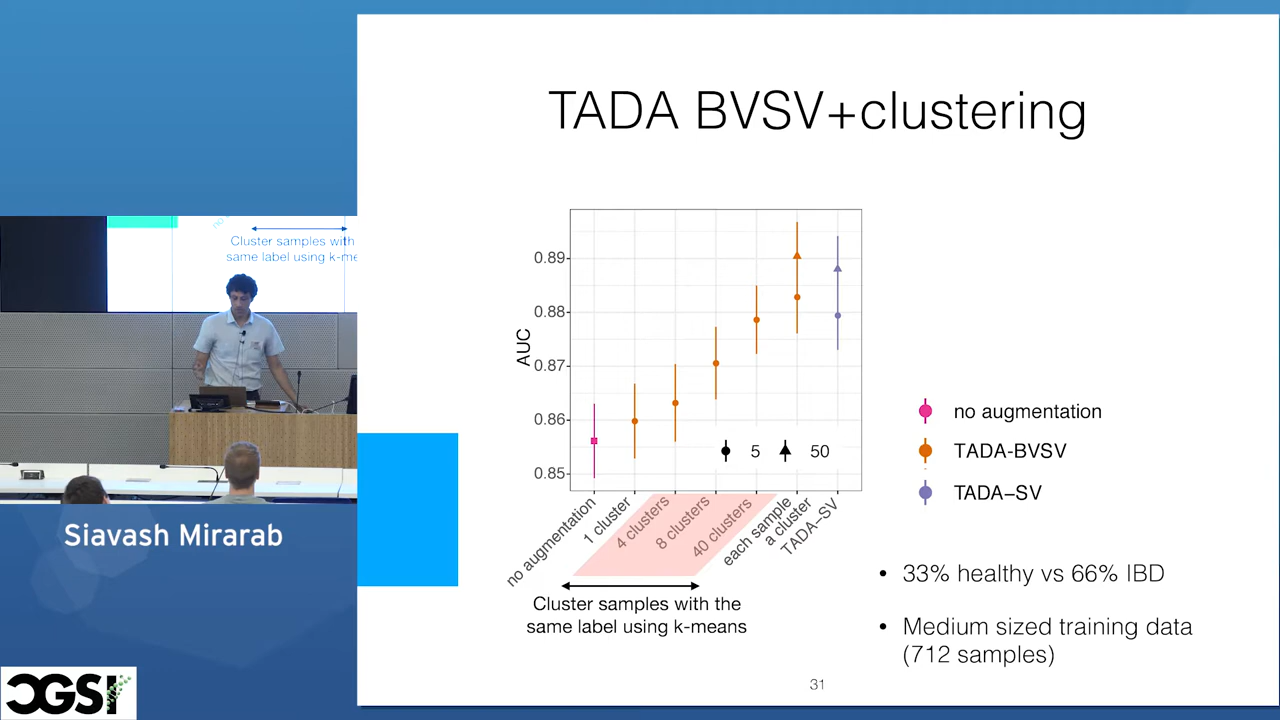 TADA BVSV+clustering
Cluster samples with
same label using k-me
AUC
0.89
0.88
0.87
0.86
0.85
5 50
no augmentation
1 cluster
4 clusters
8 clusters
40 clusters
each sample
a cluster
TADA–SV
Cluster samples with the
same label using k-means
no augmentation
TADA-BVSV
TADA–SV
• 33% healthy vs 66% IBD
• Medium sized training data
(712 samples)
31
Siavash Mirarab
CGSI